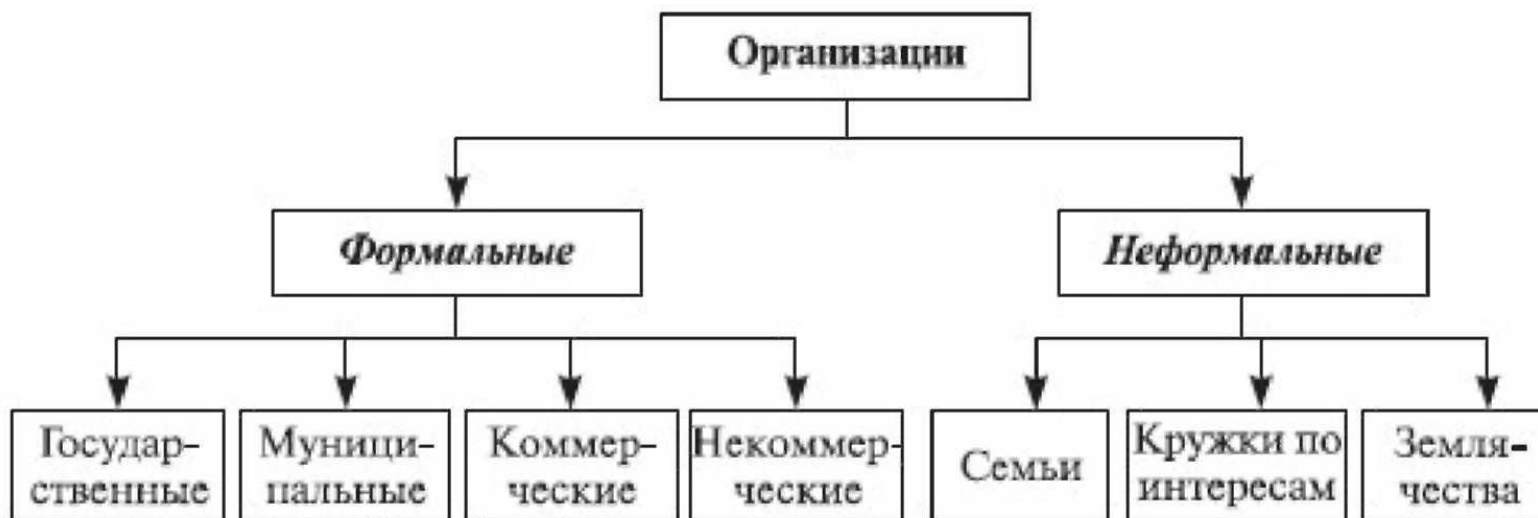 Организации
Формальные
Неформальные
Государ-
ственные
Муници-
пальные
Коммер-
ческие
Некоммер-
ческие
Семьи
Кружки по
интересам
Земля-
чества